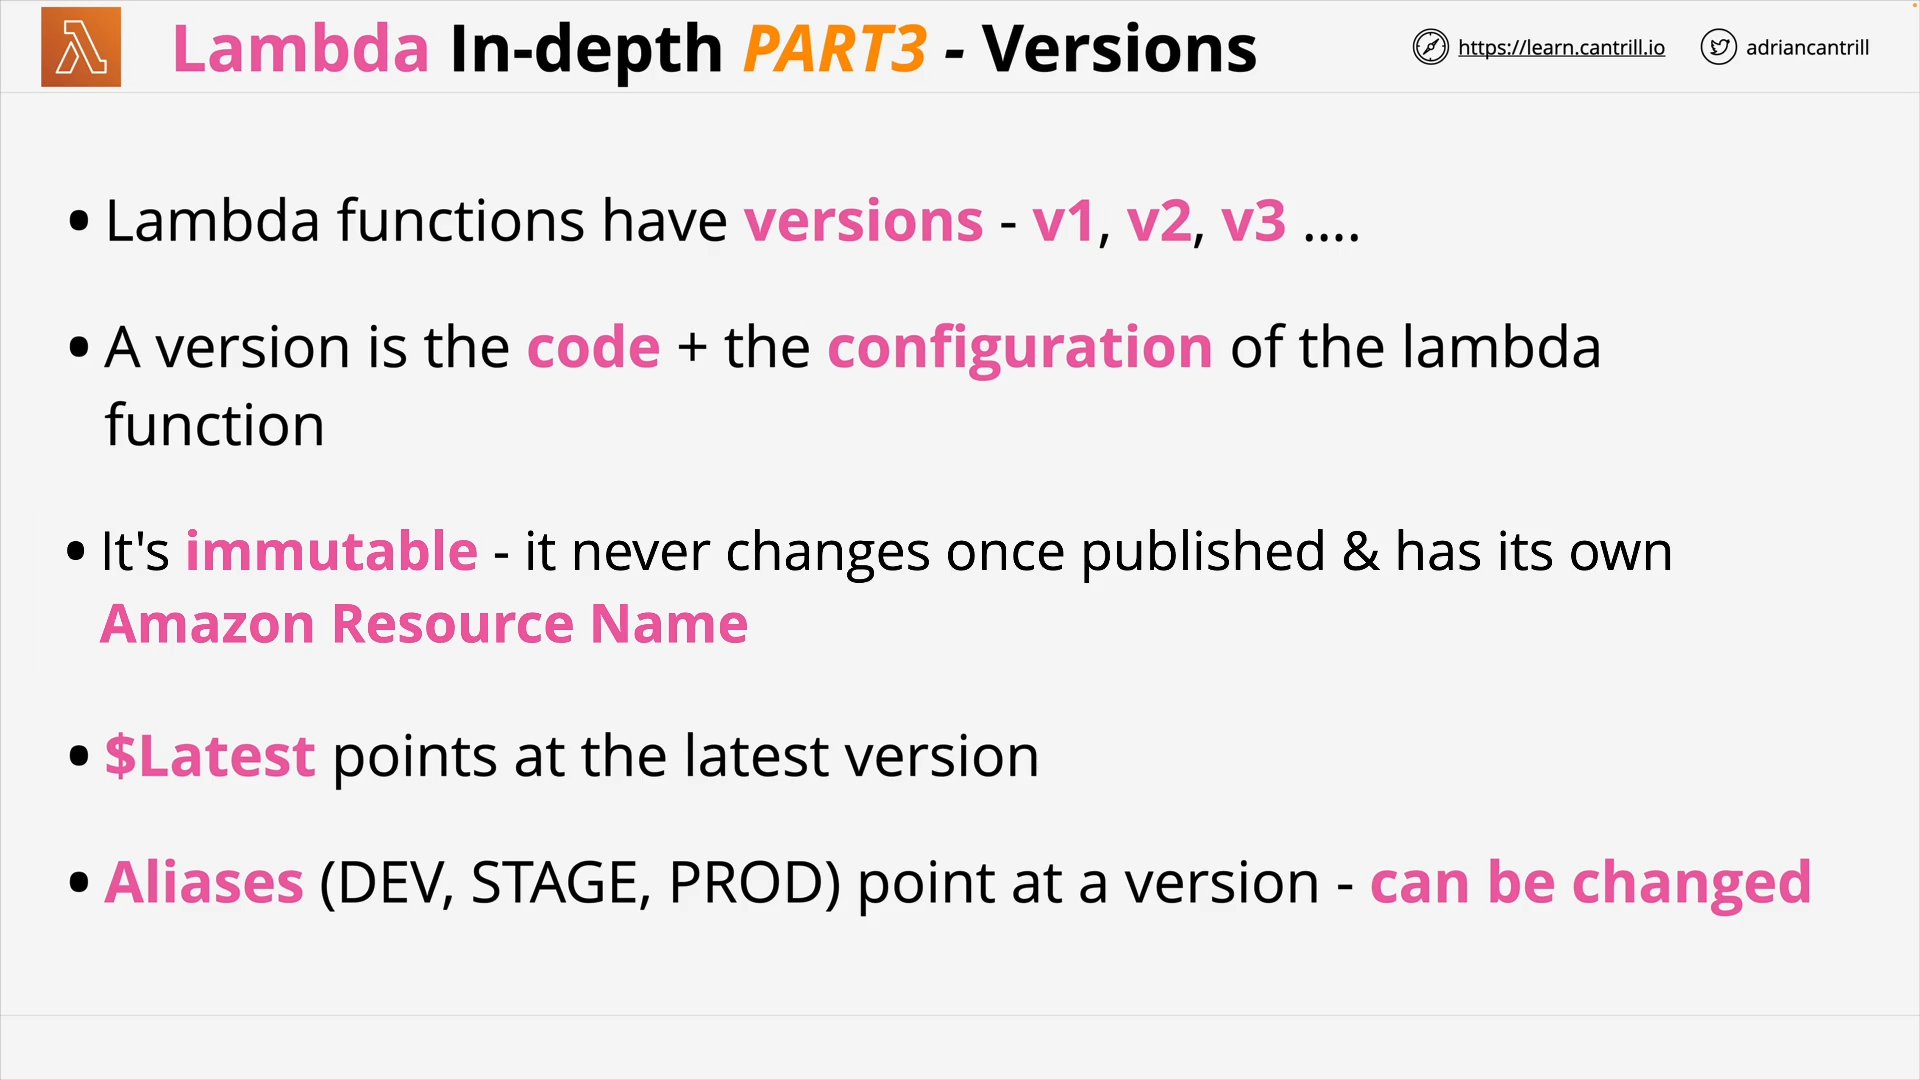 Lambda In-depth PART3 - Versions
https://learn.cantrill.io
adriancantrill
• Lambda functions have versions - v1, v2, v3 ....
• A version is the code + the configuration of the lambda
function
• It's immutable - it never changes once published & has its own
Amazon Resource Name
• $Latest points at the latest version
• Aliases (DEV, STAGE, PROD) point at a version - can be changed